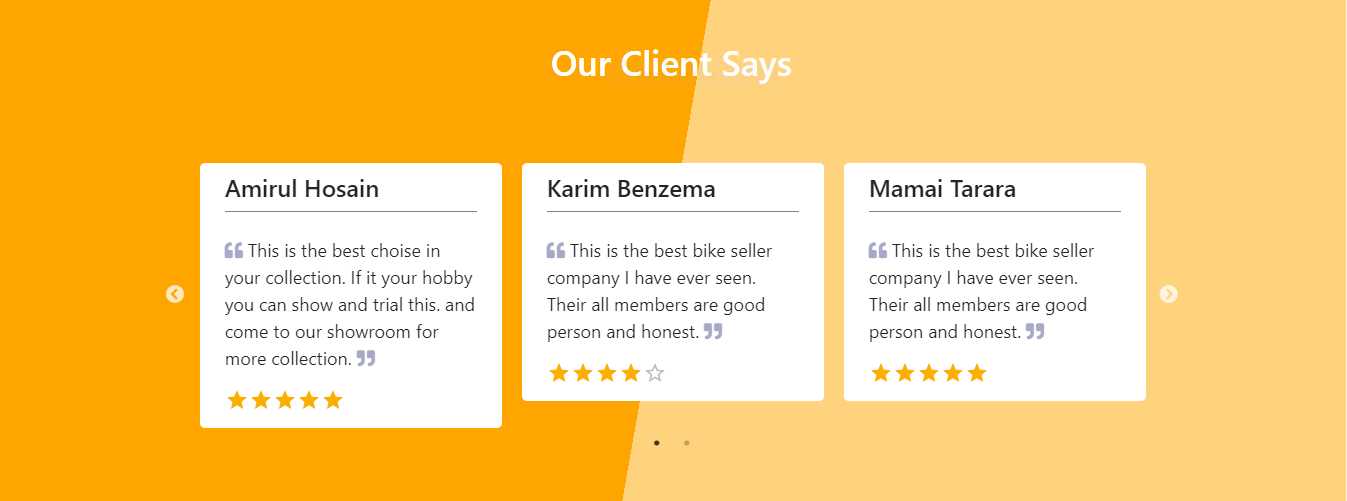 Our Client Says
Amirul Hosain
❝ This is the best choise in
your collection. If it your hobby
you can show and trial this. and
come to our showroom for
more collection. ❞
Karim Benzema
❝ This is the best bike seller
company I have ever seen.
Their all members are good
person and honest. ❞
Mamai Tarara
❝ This is the best bike seller
company I have ever seen.
Their all members are good
person and honest. ❞